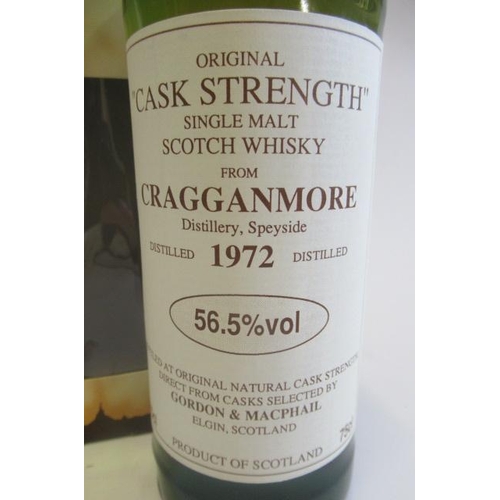 ORIGINAL
"CASK STRENGTH"
SINGLE MALT
SCOTCH WHISKY
FROM
CRAGGANMORE
Distillery, Speyside
DISTILLED 1972 DISTILLED
56.5%vol
AT ORIGINAL NATURAL CASK STRENGTH
DIRECT FROM CASKS SELECTED BY
GORDON & MACPHAIL
ELGIN, SCOTLAND
PRODUCT OF SCOTLAND